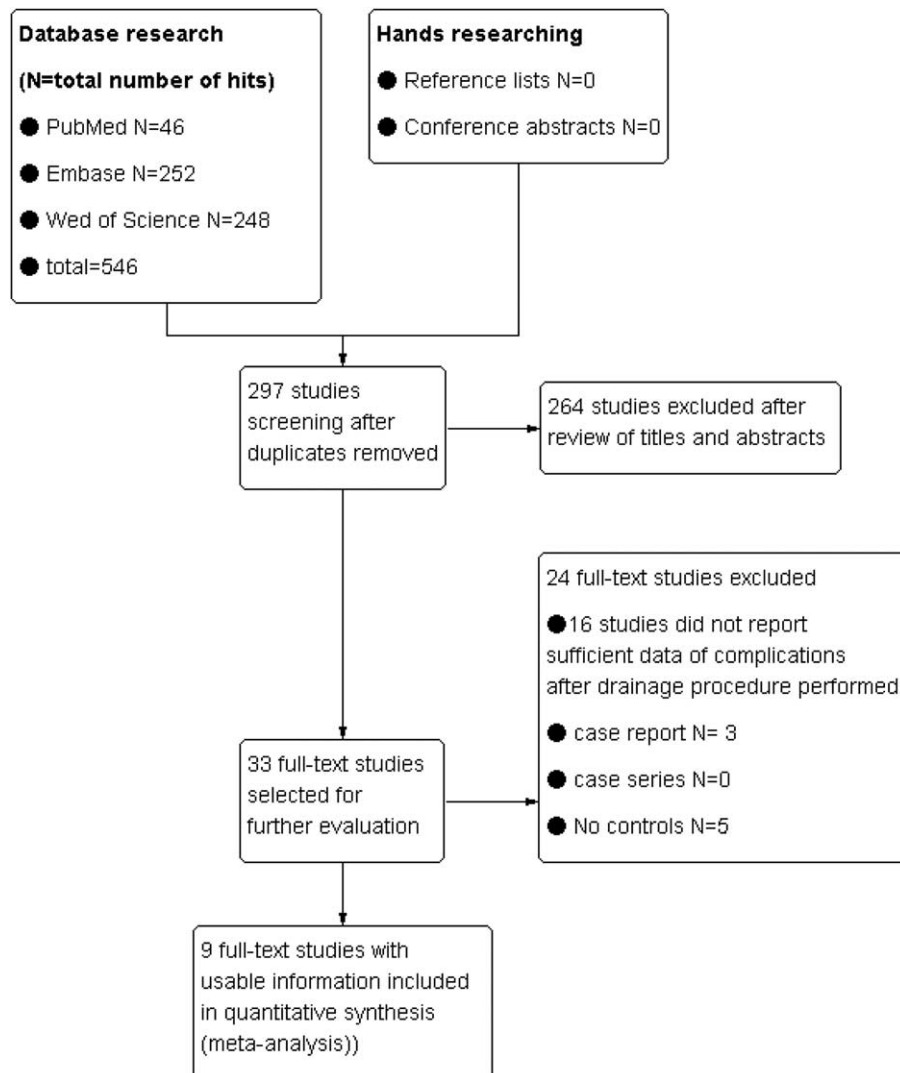 Database research
(N=total number of hits)
● PubMed N=46
● Embase N=252
● Wed of Science N=248
● total=546
Hands researching
● Reference lists N=0
● Conference abstracts N=0
297 studies
screening after
duplicates removed
264 studies excluded after
review of titles and abstracts
24 full-text studies excluded
●16 studies did not report
sufficient data of complications
after drainage procedure performed
● case report N= 3
● case series N=0
● No controls N=5
33 full-text studies
selected for
further evaluation
9 full-text studies with
usable information included
in quantitative synthesis
(meta-analysis))